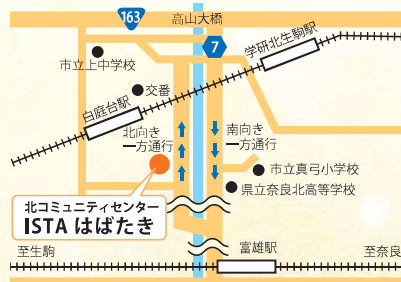 163
高山大橋
7
学研北生駒駅
市立上中学校
交番
白庭台駅
北向き
一方通行
南向き
一方通行
市立真弓小学校
県立奈良北高等学校
北コミュニティセンター
ISTA はばたき
至生駒
富雄駅
至奈良